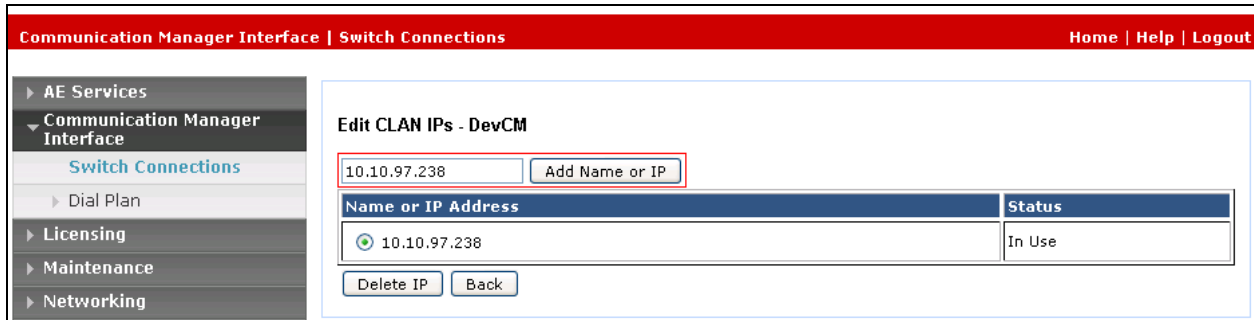 Communication Manager Interface | Switch Connections
Home | Help | Logout
AE Services
Communication Manager
Interface
Switch Connections
Dial Plan
Licensing
Maintenance
Networking
Edit CLAN IPs - DevCM
10.10.97.238 Add Name or IP
Name or IP Address Status
10.10.97.238 In Use
Delete IP Back